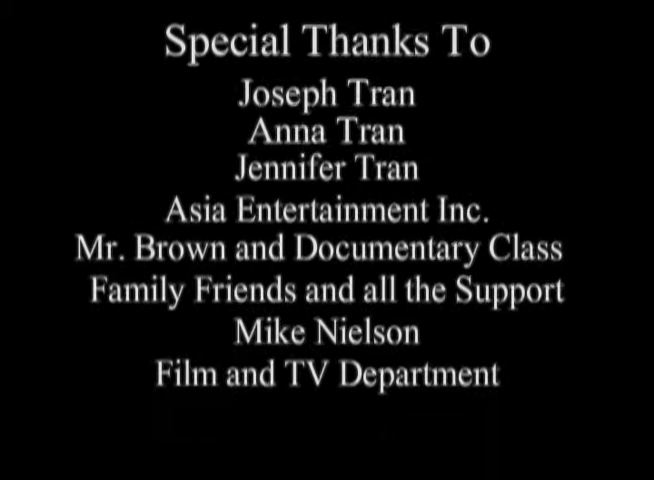 Special Thanks To
Joseph Tran
Anna Tran
Jennifer Tran
Asia Entertainment Inc.
Mr. Brown and Documentary Class
Family Friends and all the Support
Mike Nielson
Film and TV Department